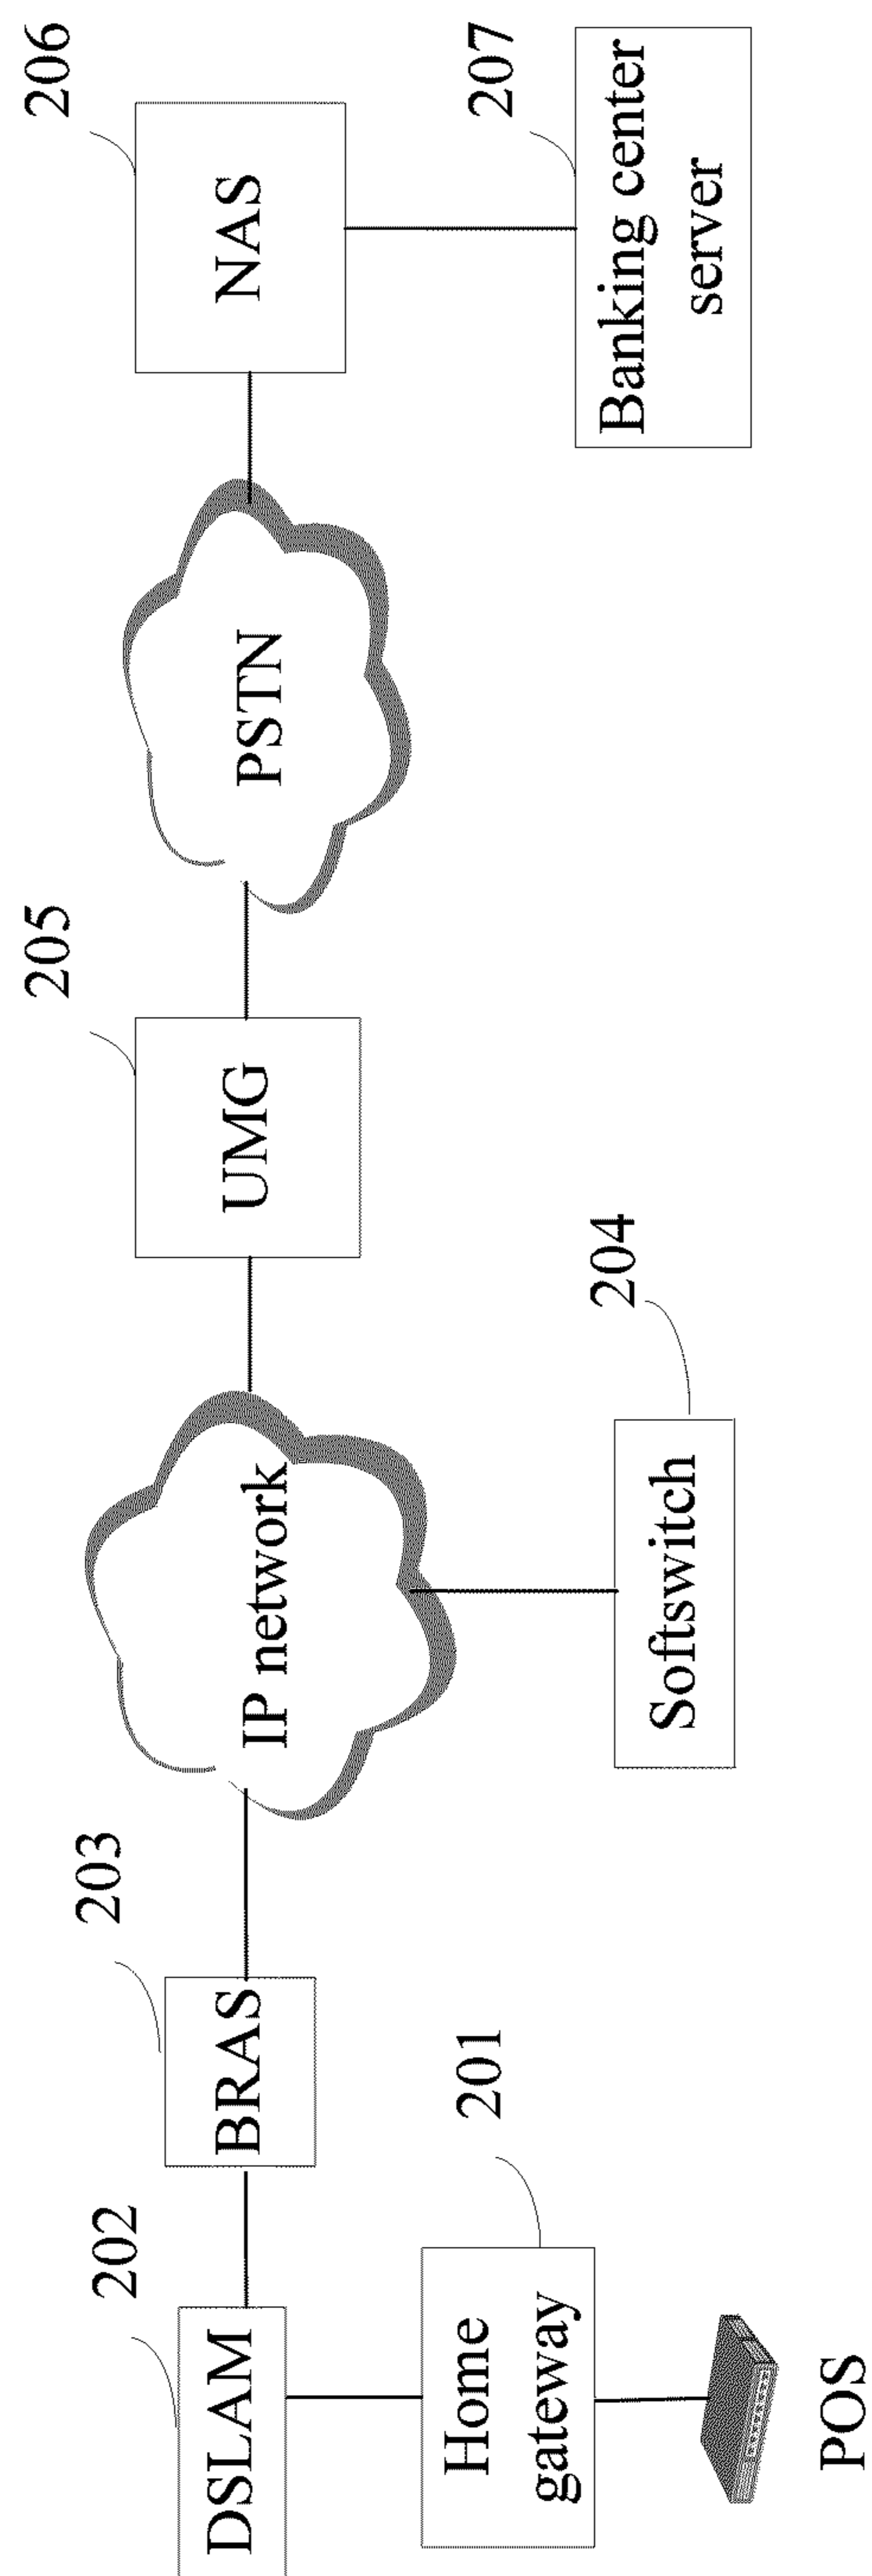 206
207
NAS
Banking center
server
PSTN
205
UMG
204
IP network
Softswitch
203
BRAS
201
202
DSLAM
Home
gateway
POS